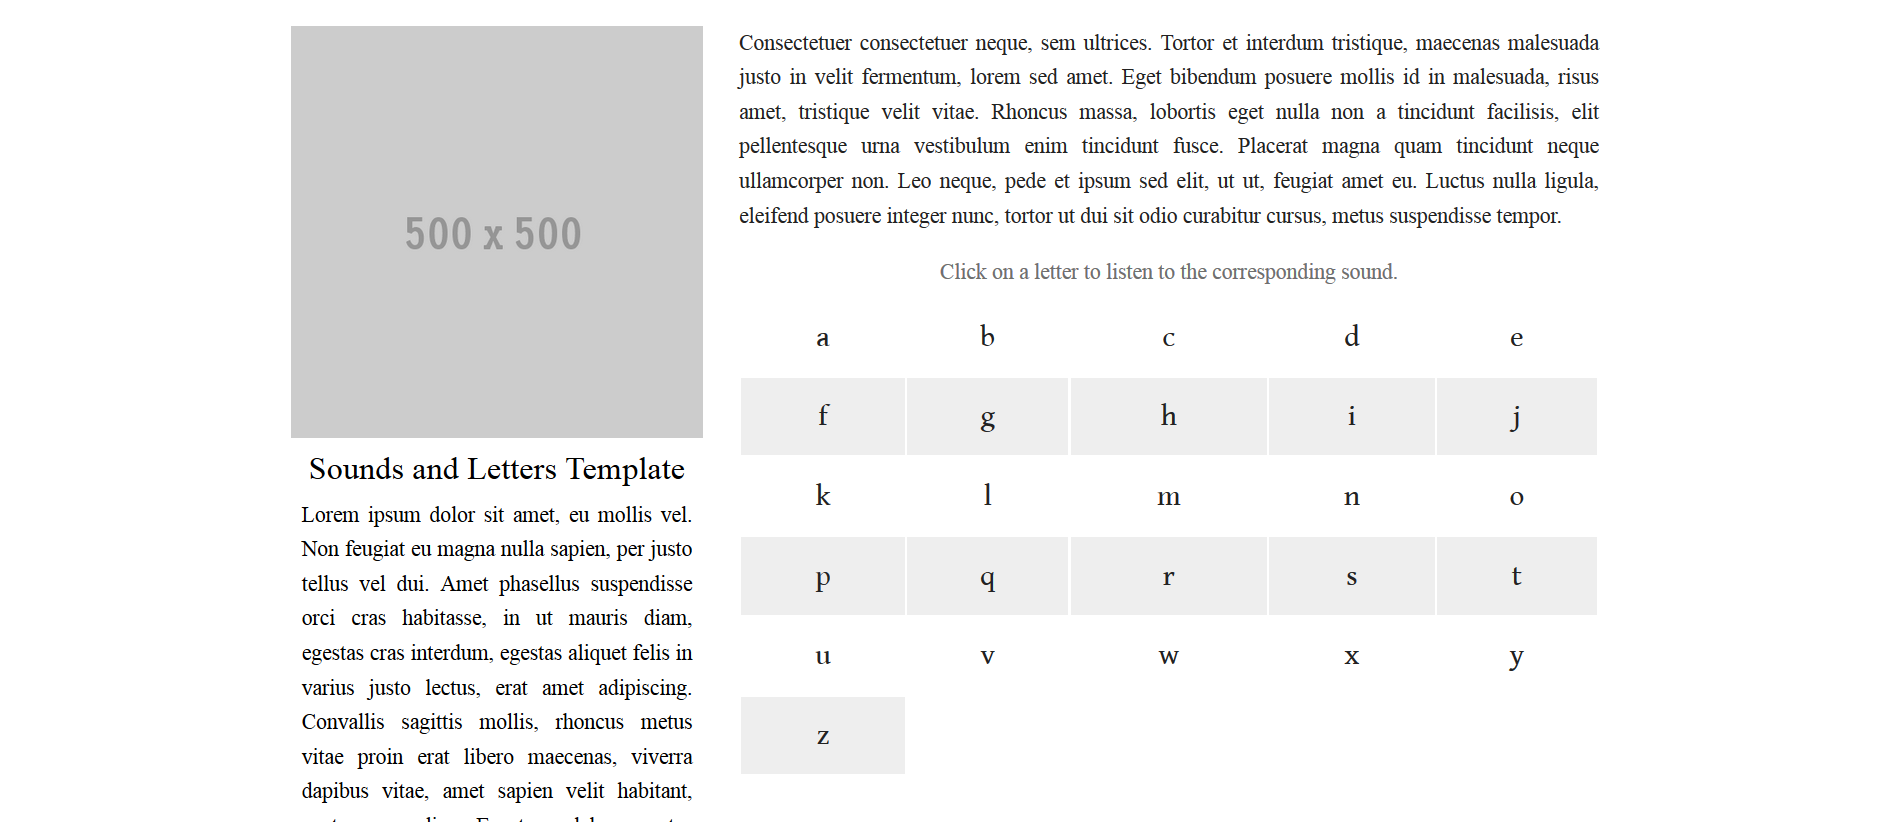 500 x 500
Sounds and Letters Template
Lorem ipsum dolor sit amet, eu mollis vel.
Non feugiat eu magna nulla sapien, per justo
tellus vel dui. Amet phasellus suspendisse
orci cras habitasse, in ut mauris diam,
egestas cras interdum, egestas aliquet felis in
varius justo lectus, erat amet adipiscing.
Convallis sagittis mollis, rhoncus metus
vitae proin erat libero maecenas, viverra
dapibus vitae, amet sapien velit habitant,
Consectetuer consectetuer neque, sem ultrices. Tortor et interdum tristique, maecenas malesuada
justo in velit fermentum, lorem sed amet. Eget bibendum posuere mollis id in malesuada, risus
amet, tristique velit vitae. Rhoncus massa, lobortis eget nulla non a tincidunt facilisis, elit
pellentesque urna vestibulum enim tincidunt fusce. Placerat magna quam tincidunt neque
ullamcorper non. Leo neque, pede et ipsum sed elit, ut ut, feugiat amet eu. Luctus nulla ligula,
eleifend posuere integer nunc, tortor ut dui sit odio curabitur cursus, metus suspendisse tempor.
Click on a letter to listen to the corresponding sound.
a b c d e
f g h i j
k l m n o
p q r s t
u v w x y
z